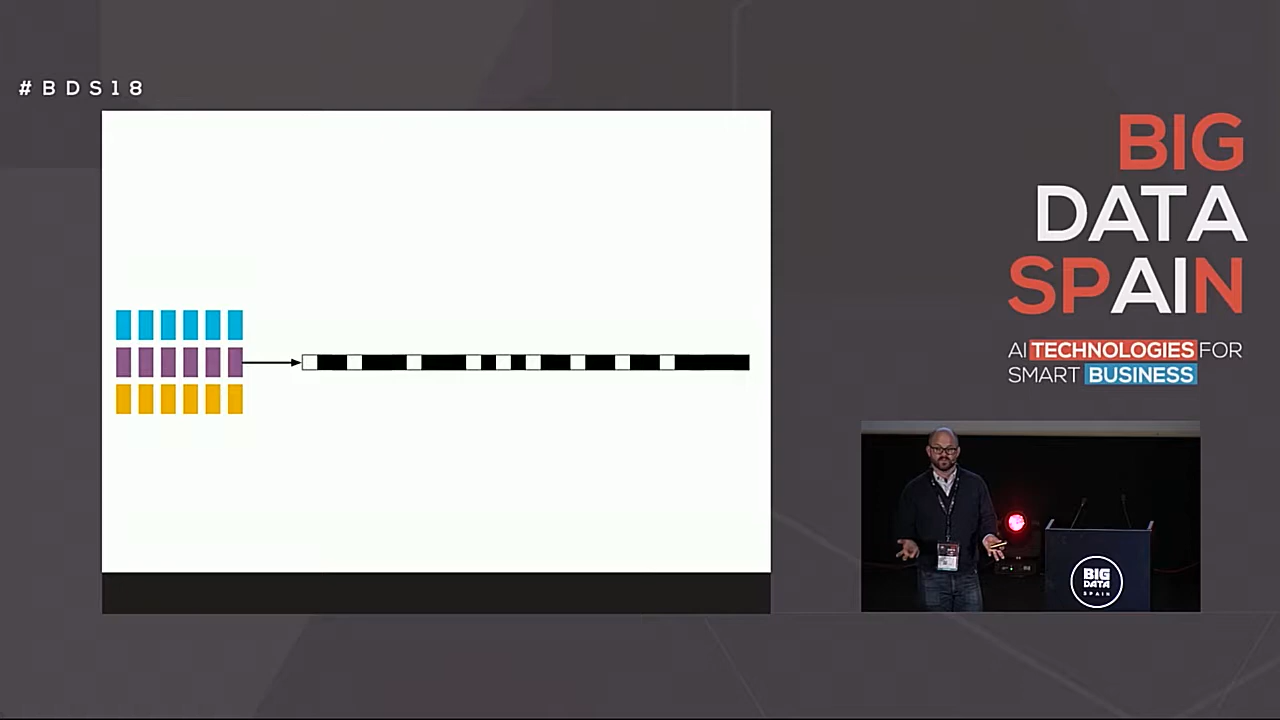 #BDS18
BIG
DATA
SPAIN
AI TECHNOLOGIES FOR
SMART BUSINESS
BIG
DATA
SPAIN